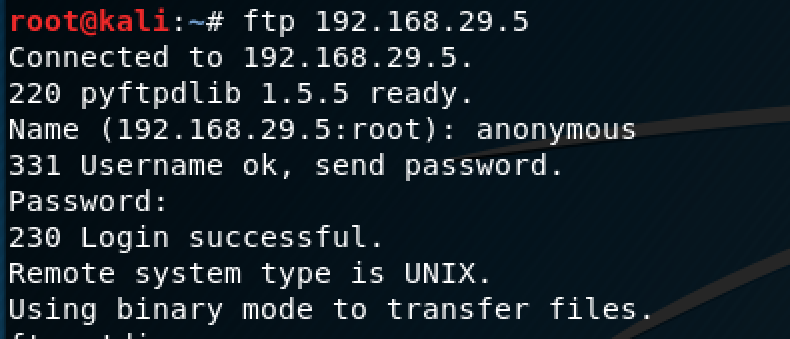 root@kali:~# ftp 192.168.29.5
Connected to 192.168.29.5.
220 pyftpdlib 1.5.5 ready.
Name (192.168.29.5:root): anonymous
331 Username ok, send password.
Password:
230 Login successful.
Remote system type is UNIX.
Using binary mode to transfer files.